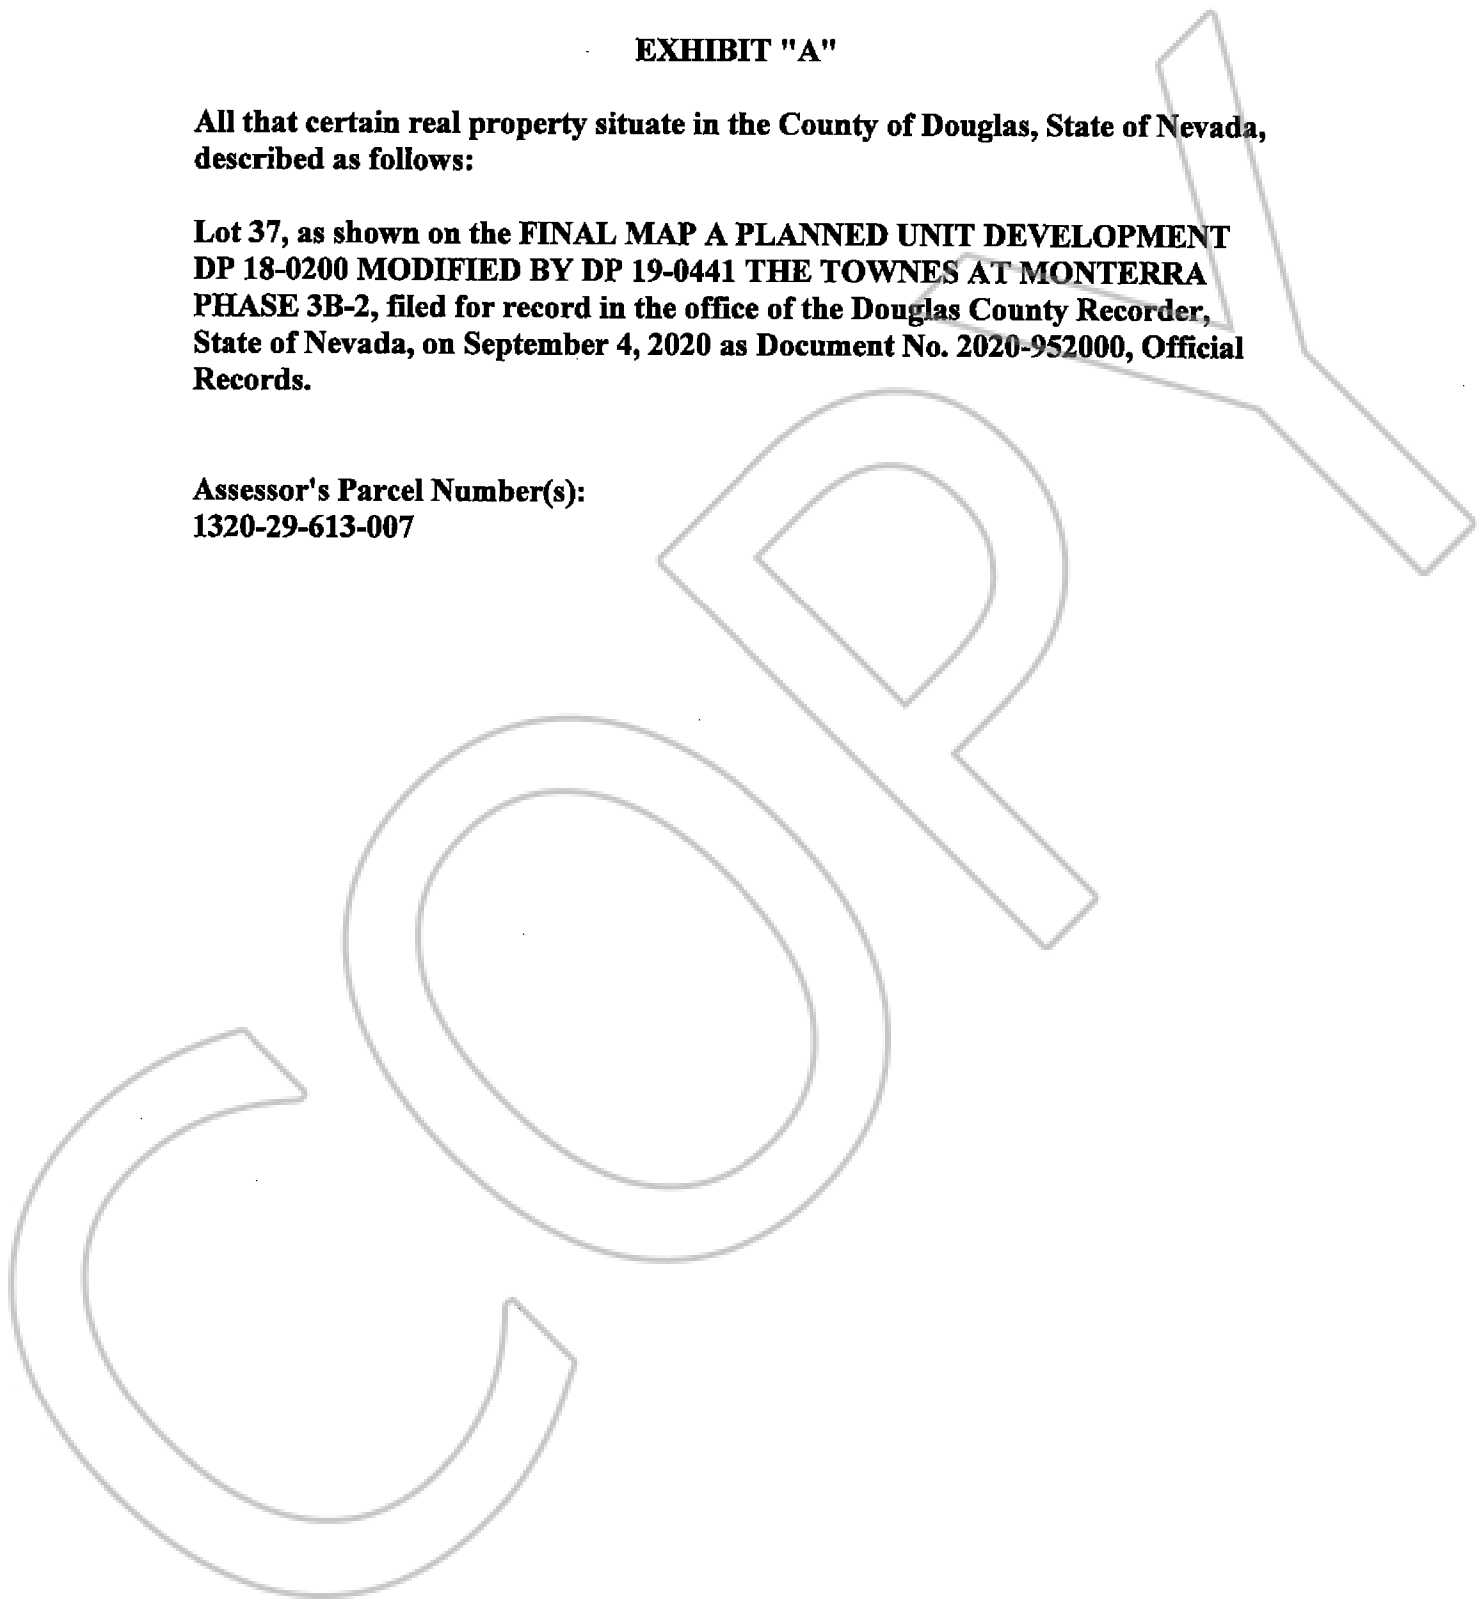 EXHIBIT "A"
All that certain real property situate in the County of Douglas, State of Nevada,
described as follows:
Lot 37, as shown on the FINAL MAP A PLANNED UNIT DEVELOPMENT
DP 18-0200 MODIFIED BY DP 19-0441 THE TOWNES AT MONTERRA
PHASE 3B-2, filed for record in the office of the Douglas County Recorder,
State of Nevada, on September 4, 2020 as Document No. 2020-952000, Official
Records.
Assessor's Parcel Number(s):
1320-29-613-007
COPY